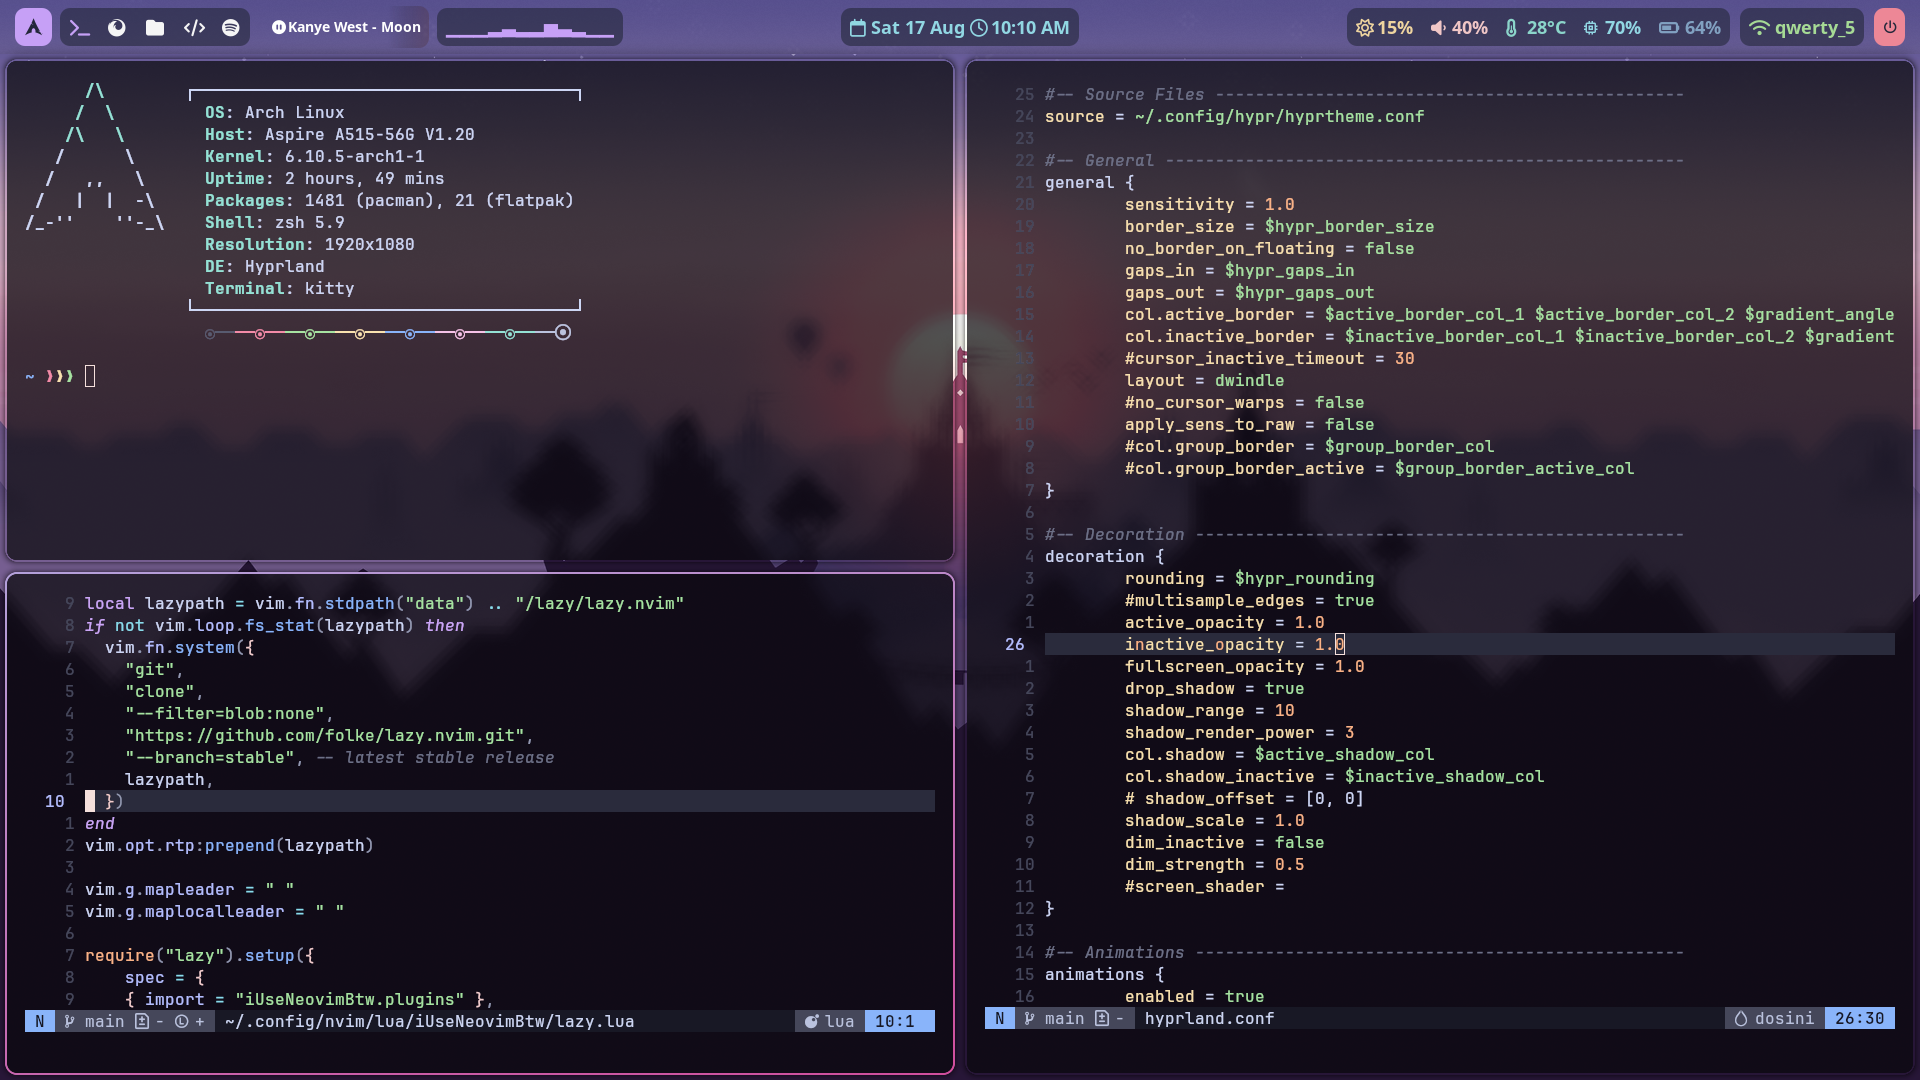 Kanye West - Moon
Sat 17 Aug 10:10 AM
15% 40% 28°C 70% 64% qwerty_5
OS: Arch Linux
Host: Aspire A515-56G V1.20
Kernel: 6.10.5-arch1-1
Uptime: 2 hours, 49 mins
Packages: 1481 (pacman), 21 (flatpak)
Shell: zsh 5.9
Resolution: 1920x1080
DE: Hyprland
Terminal: kitty
~ ❯❯❯
9 local lazypath = vim.fn.stdpath("data") .. "/lazy/lazy.nvim"
8 if not vim.loop.fs_stat(lazypath) then
7   vim.fn.system({
6     "git",
5     "clone",
4     "--filter=blob:none",
3     "https://github.com/folke/lazy.nvim.git",
2     "--branch=stable", -- latest stable release
1     lazypath,
10   })
1 end
2 vim.opt.rtp:prepend(lazypath)
3
4 vim.g.mapleader = " "
5 vim.g.maplocalleader = " "
6
7 require("lazy").setup({
8     spec = {
9     { import = "iUseNeovimBtw.plugins" },
N main - + ~/.config/nvim/lua/iUseNeovimBtw/lazy.lua lua 10:1
25 #-- Source Files -----------------------------------------------
24 source = ~/.config/hypr/hyprtheme.conf
23
22 #-- General ----------------------------------------------------
21 general {
20         sensitivity = 1.0
19         border_size = $hypr_border_size
18         no_border_on_floating = false
17         gaps_in = $hypr_gaps_in
16         gaps_out = $hypr_gaps_out
15         col.active_border = $active_border_col_1 $active_border_col_2 $gradient_angle
14         col.inactive_border = $inactive_border_col_1 $inactive_border_col_2 $gradient
13         #cursor_inactive_timeout = 30
12         layout = dwindle
11         #no_cursor_warps = false
10         apply_sens_to_raw = false
9         #col.group_border = $group_border_col
8         #col.group_border_active = $group_border_active_col
7 }
6
5 #-- Decoration -------------------------------------------------
4 decoration {
3         rounding = $hypr_rounding
2         #multisample_edges = true
1         active_opacity = 1.0
26         inactive_opacity = 1.0
1         fullscreen_opacity = 1.0
2         drop_shadow = true
3         shadow_range = 10
4         shadow_render_power = 3
5         col.shadow = $active_shadow_col
6         col.shadow_inactive = $inactive_shadow_col
7         # shadow_offset = [0, 0]
8         shadow_scale = 1.0
9         dim_inactive = false
10         dim_strength = 0.5
11         #screen_shader =
12 }
13
14 #-- Animations -------------------------------------------------
15 animations {
16         enabled = true
N main - hyprland.conf dosini 26:30